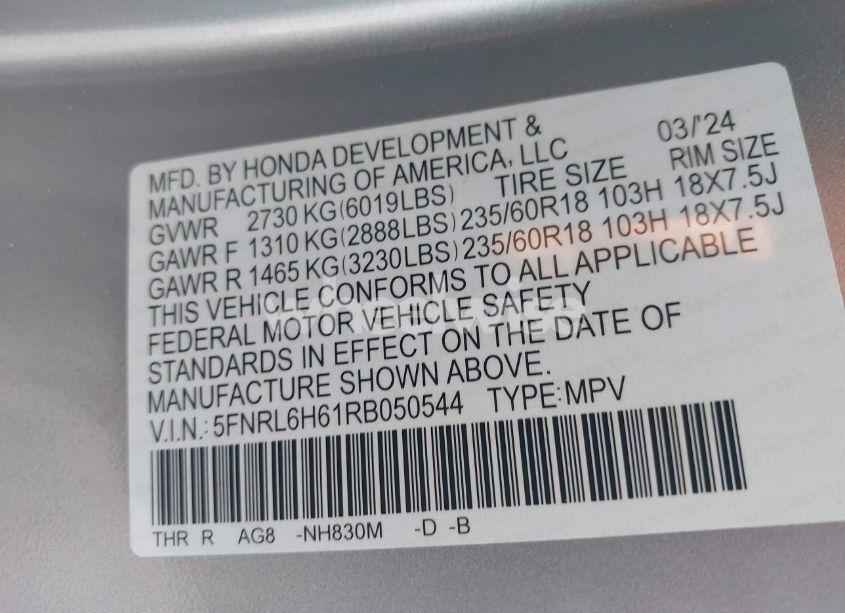 MFD. BY HONDA DEVELOPMENT & 03/'24
MANUFACTURING OF AMERICA, LLC
GVWR 2730 KG(6019LBS) TIRE SIZE RIM SIZE
GAWR F 1310 KG(2888LBS) 235/60R18 103H 18X7.5J
GAWR R 1465 KG(3230LBS) 235/60R18 103H 18X7.5J
THIS VEHICLE CONFORMS TO ALL APPLICABLE
FEDERAL MOTOR VEHICLE SAFETY
STANDARDS IN EFFECT ON THE DATE OF
MANUFACTURE SHOWN ABOVE.
V.I.N.: 5FNRL6H61RB050544 TYPE:MPV
THR R AG8 -NH830M -D -B